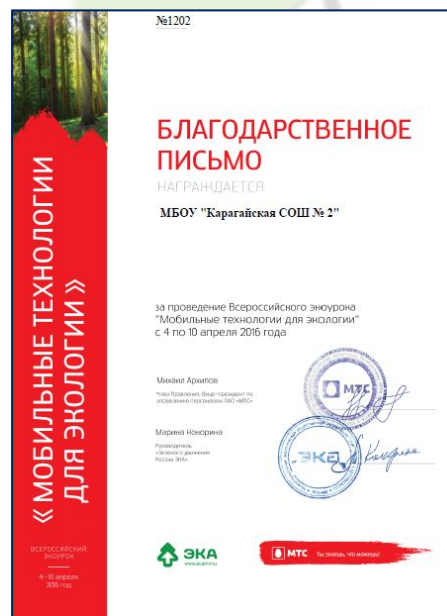 №1202
БЛАГОДАРСТВЕННОЕ
ПИСЬМО
НАГРАЖДАЕТСЯ
МБОУ "Карагайская СОШ № 2"
за проведение Всероссийского экоурока
"Мобильные технологии для экологии"
с 4 по 10 апреля 2016 года
Михаил Архипов
Член Правления, Вице-президент по
управлению персоналом ПАО «МТС»
МТС
Марина Кокорина
Руководитель
«Зеленого движения
России ЭКА»
ЭКА
« МОБИЛЬНЫЕ ТЕХНОЛОГИИ
ДЛЯ ЭКОЛОГИИ »
ВСЕРОССИЙСКИЙ
ЭКОУРОК
4–10 апреля
2016 год
ЭКА
МТС Ты знаешь, что можешь!